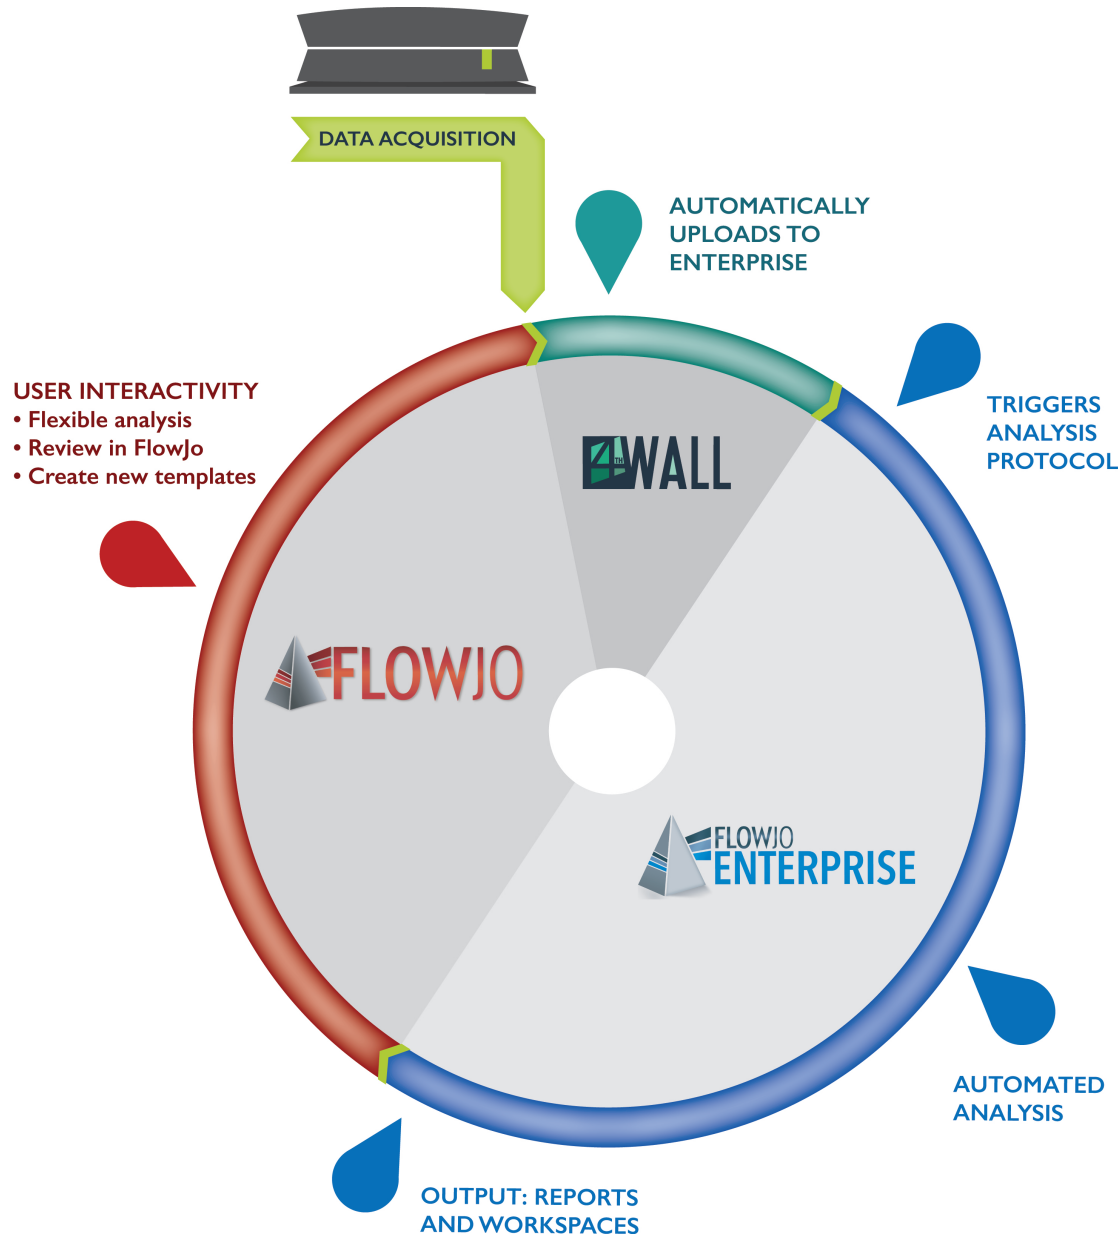 DATA ACQUISITION
AUTOMATICALLY
UPLOADS TO
ENTERPRISE
TRIGGERS
ANALYSIS
PROTOCOL
USER INTERACTIVITY
• Flexible analysis
• Review in FlowJo
• Create new templates
4TH WALL
FLOWJO
FLOWJO
ENTERPRISE
AUTOMATED
ANALYSIS
OUTPUT: REPORTS
AND WORKSPACES